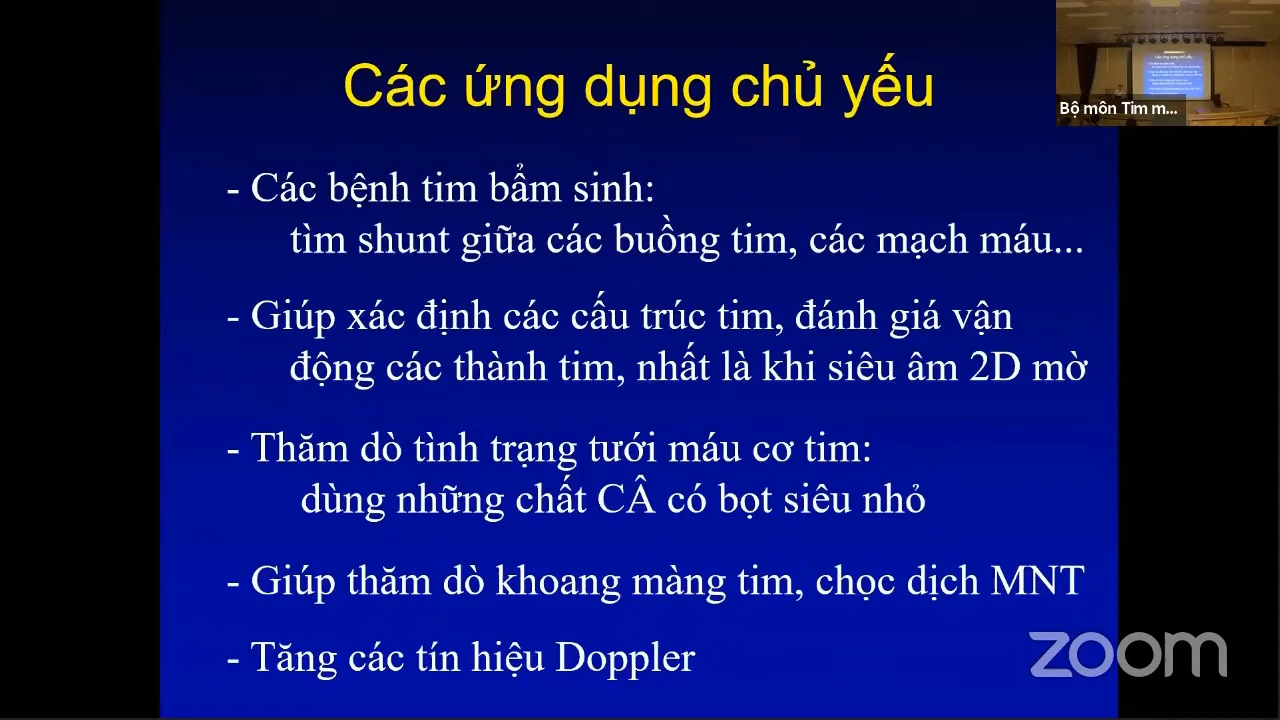 Các ứng dụng chủ yếu
Bộ môn Tim m...
- Các bệnh tim bẩm sinh:
tìm shunt giữa các buồng tim, các mạch máu...
- Giúp xác định các cấu trúc tim, đánh giá vận
động các thành tim, nhất là khi siêu âm 2D mờ
- Thăm dò tình trạng tưới máu cơ tim:
dùng những chất CÂ có bọt siêu nhỏ
- Giúp thăm dò khoang màng tim, chọc dịch MNT
- Tăng các tín hiệu Doppler
zoom